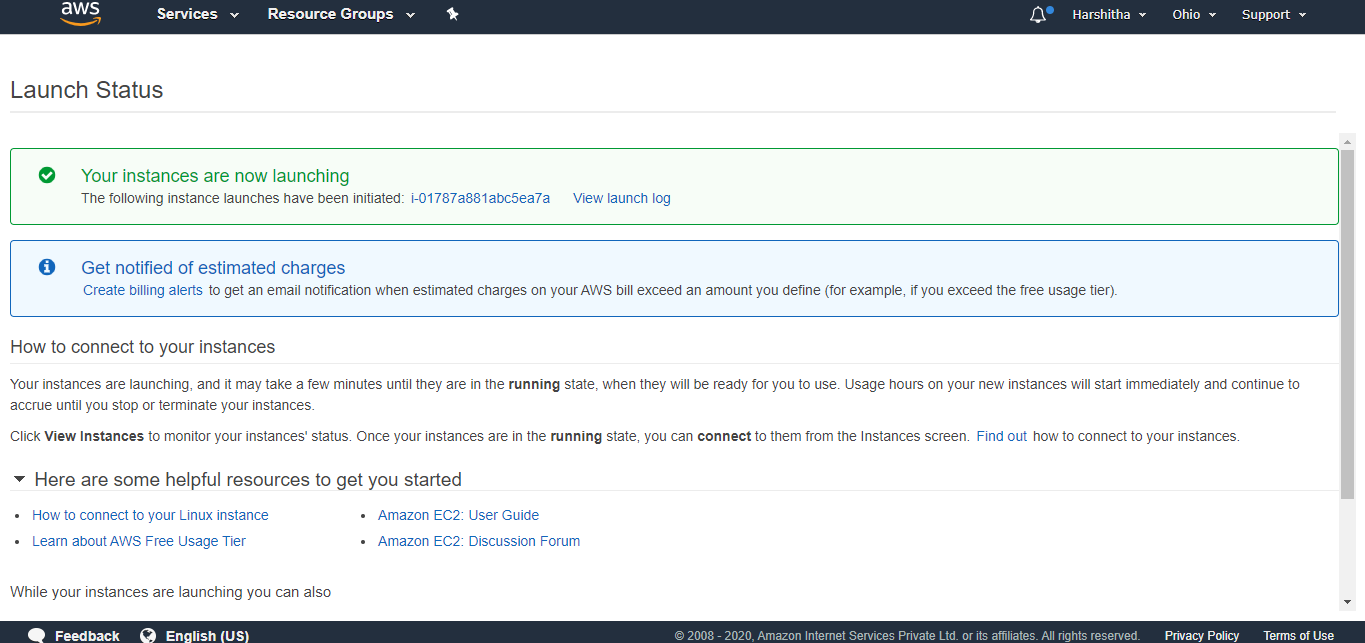 aws Services Resource Groups Harshitha Ohio Support
Launch Status
Your instances are now launching
The following instance launches have been initiated: i-01787a881abc5ea7a View launch log
Get notified of estimated charges
Create billing alerts to get an email notification when estimated charges on your AWS bill exceed an amount you define (for example, if you exceed the free usage tier).
How to connect to your instances
Your instances are launching, and it may take a few minutes until they are in the running state, when they will be ready for you to use. Usage hours on your new instances will start immediately and continue to
accrue until you stop or terminate your instances.
Click View Instances to monitor your instances' status. Once your instances are in the running state, you can connect to them from the Instances screen. Find out how to connect to your instances.
Here are some helpful resources to get you started
• How to connect to your Linux instance • Amazon EC2: User Guide
• Learn about AWS Free Usage Tier • Amazon EC2: Discussion Forum
While your instances are launching you can also
Feedback English (US) © 2008 - 2020, Amazon Internet Services Private Ltd. or its affiliates. All rights reserved. Privacy Policy Terms of Use